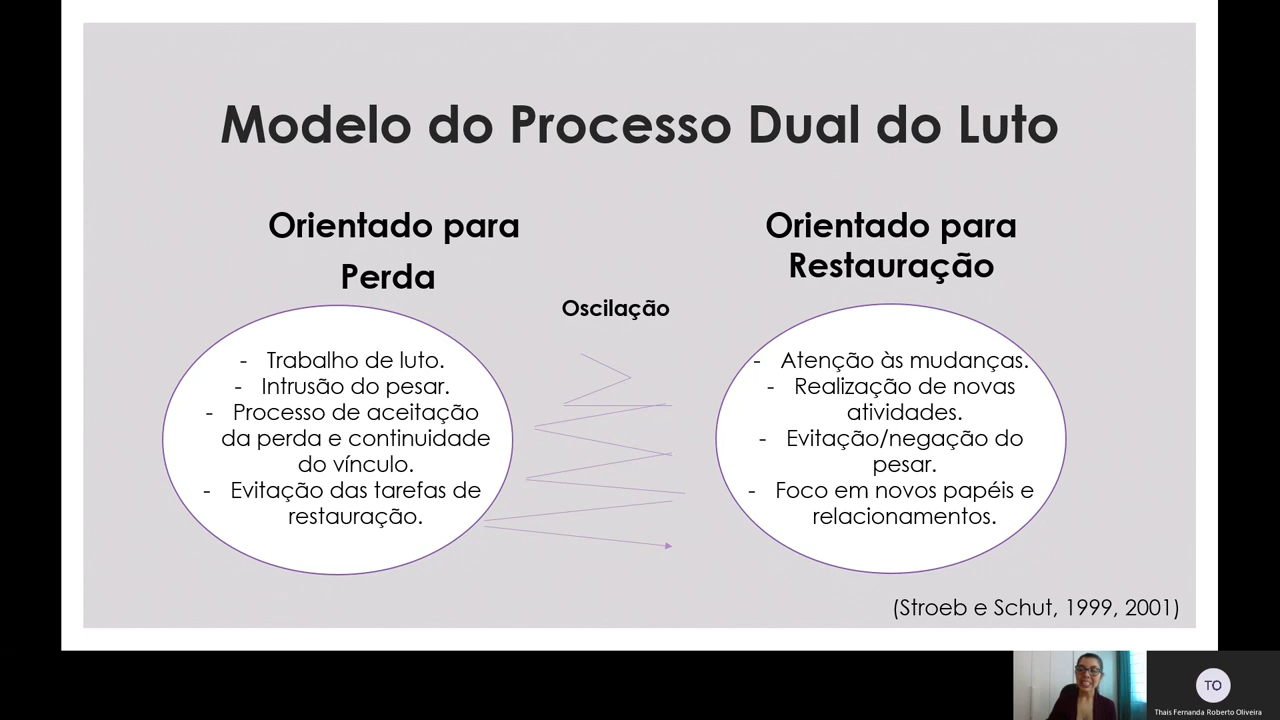 Modelo do Processo Dual do Luto
Orientado para
Perda
Orientado para
Restauração
Oscilação
- Trabalho de luto.
- Intrusão do pesar.
- Processo de aceitação
da perda e continuidade
do vínculo.
- Evitação das tarefas de
restauração.
- Atenção às mudanças.
- Realização de novas
atividades.
- Evitação/negação do
pesar.
- Foco em novos papéis e
relacionamentos.
(Stroeb e Schut, 1999, 2001)
TO
Thais Fernanda Roberto Oliveira